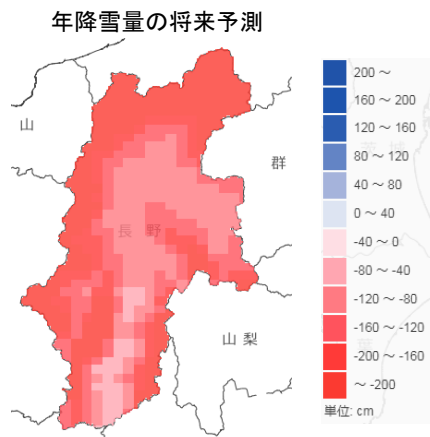 年降雪量の将来予測
山
群
長野
山梨
200 ～
160 ～ 200
120 ～ 160
80 ～ 120
40 ～ 80
0 ～ 40
-40 ～ 0
-80 ～ -40
-120 ～ -80
-160 ～ -120
-200 ～ -160
～ -200
単位: cm